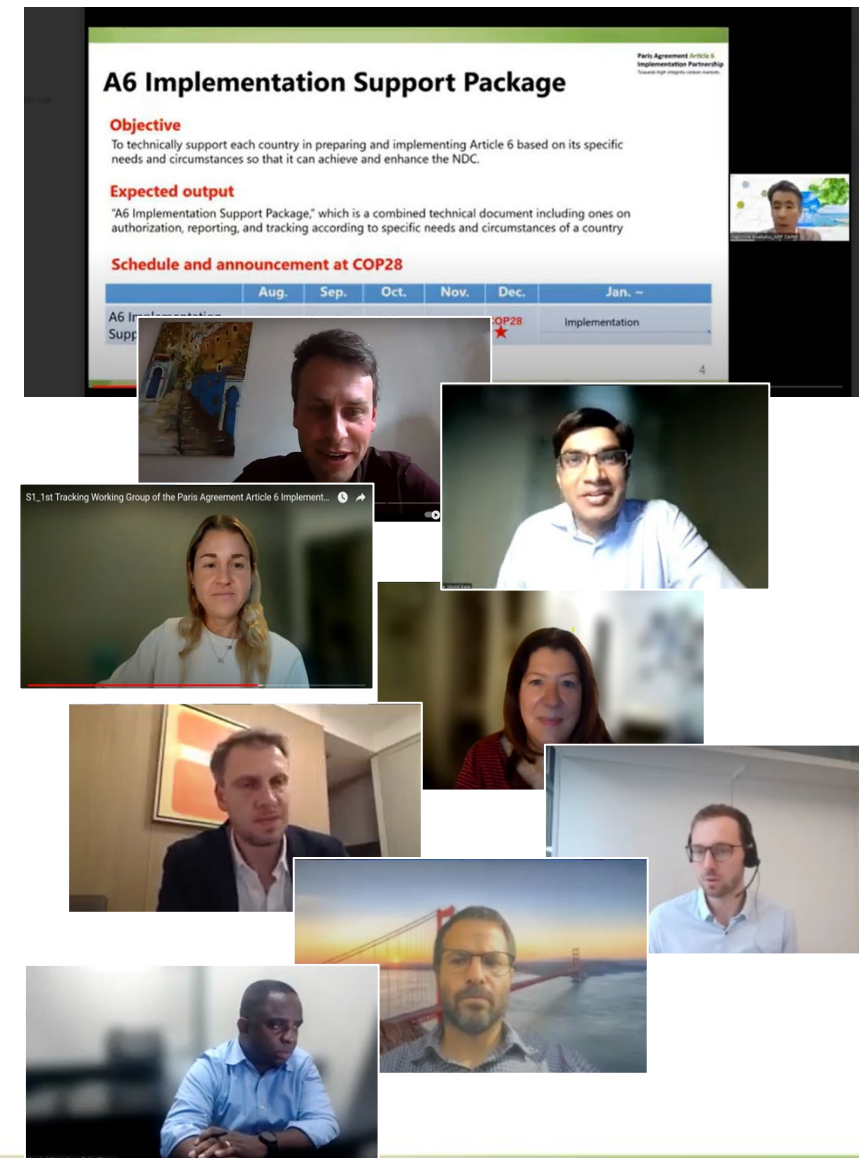 Paris Agreement Article 6
Implementation Partnership
Towards high integrity carbon markets
A6 Implementation Support Package
Objective
To technically support each country in preparing and implementing Article 6 based on its specific
needs and circumstances so that it can achieve and enhance the NDC.
Expected output
"A6 Implementation Support Package," which is a combined technical document including ones on
authorization, reporting, and tracking according to specific needs and circumstances of a country
Schedule and announcement at COP28
Aug. Sep. Oct. Nov. Dec. Jan. ~
A6
Supp
OP28
Implementation
4
S1_1st Tracking Working Group of the Paris Agreement Article 6 Implement...